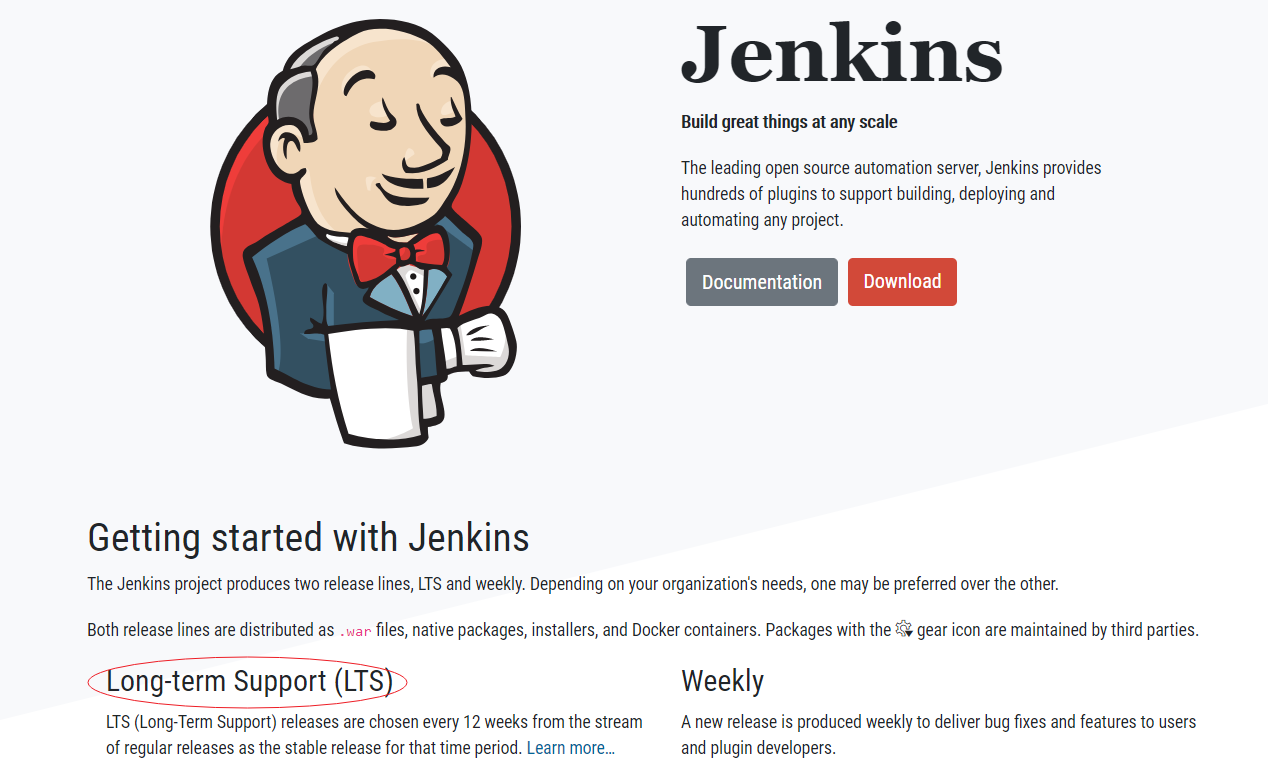 Jenkins
Build great things at any scale
The leading open source automation server, Jenkins provides
hundreds of plugins to support building, deploying and
automating any project.
Documentation Download
Getting started with Jenkins
The Jenkins project produces two release lines, LTS and weekly. Depending on your organization's needs, one may be preferred over the other.
Both release lines are distributed as .war files, native packages, installers, and Docker containers. Packages with the gear icon are maintained by third parties.
Long-term Support (LTS)
LTS (Long-Term Support) releases are chosen every 12 weeks from the stream
of regular releases as the stable release for that time period. Learn more...
Weekly
A new release is produced weekly to deliver bug fixes and features to users
and plugin developers.